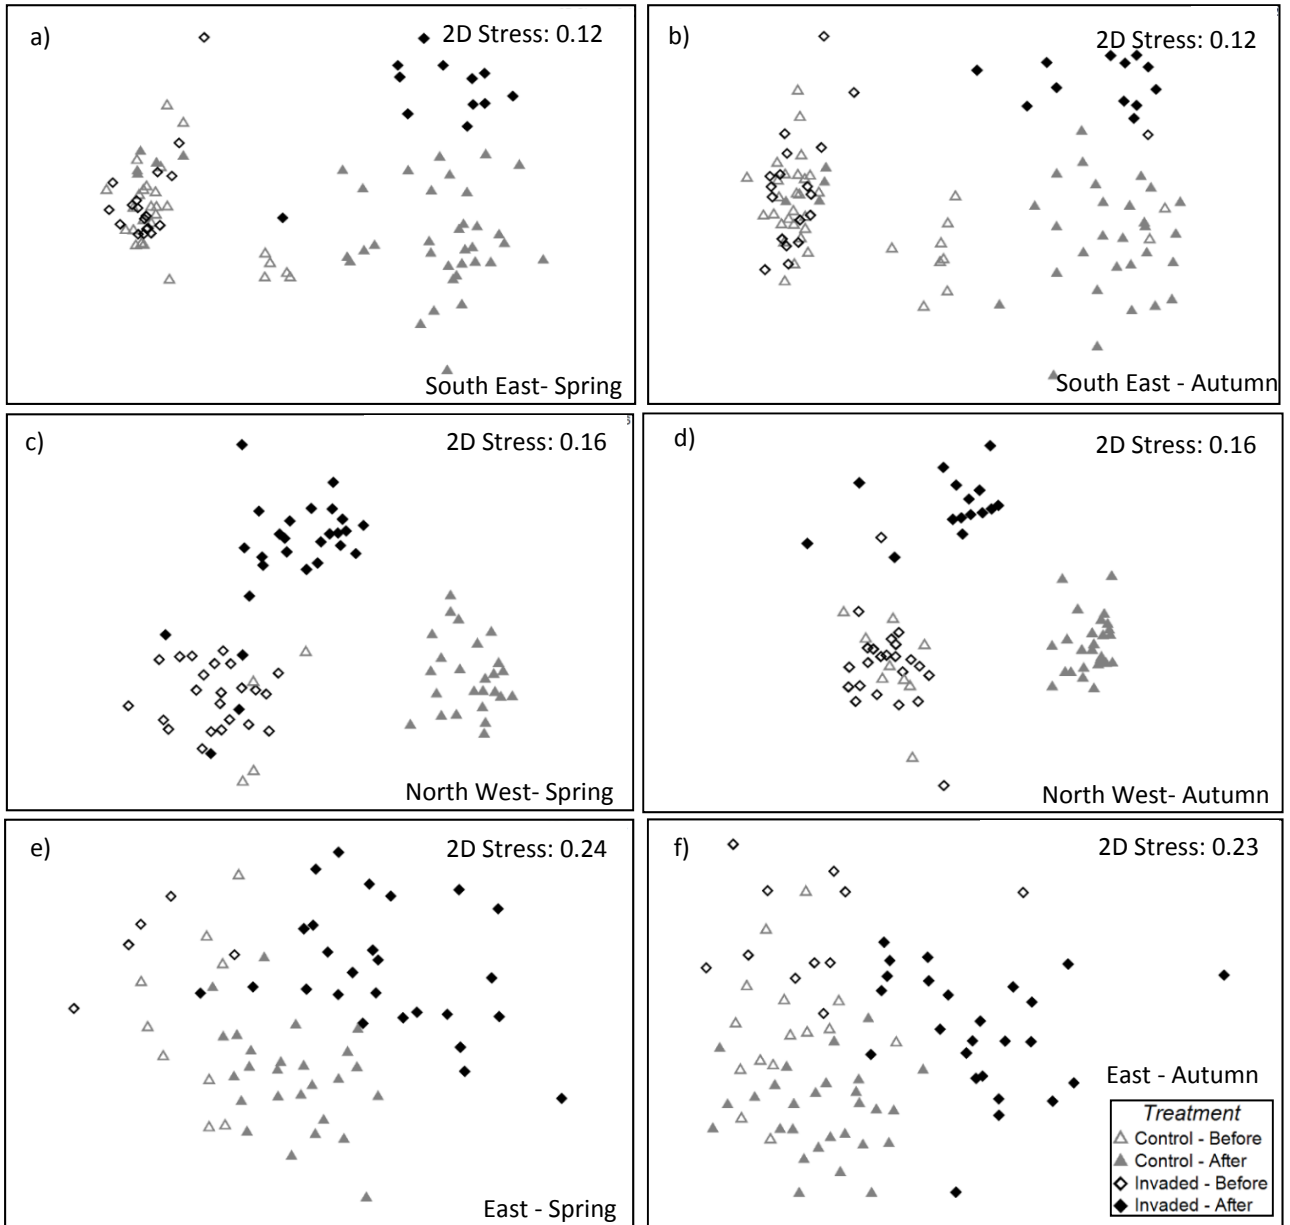 a)
2D Stress: 0.12
South East- Spring
b)
2D Stress: 0.12
South East - Autumn
c)
2D Stress: 0.16
North West- Spring
d)
2D Stress: 0.16
North West- Autumn
e)
2D Stress: 0.24
East - Spring
f)
2D Stress: 0.23
East - Autumn
Treatment
Control - Before
Control - After
Invaded - Before
Invaded - After